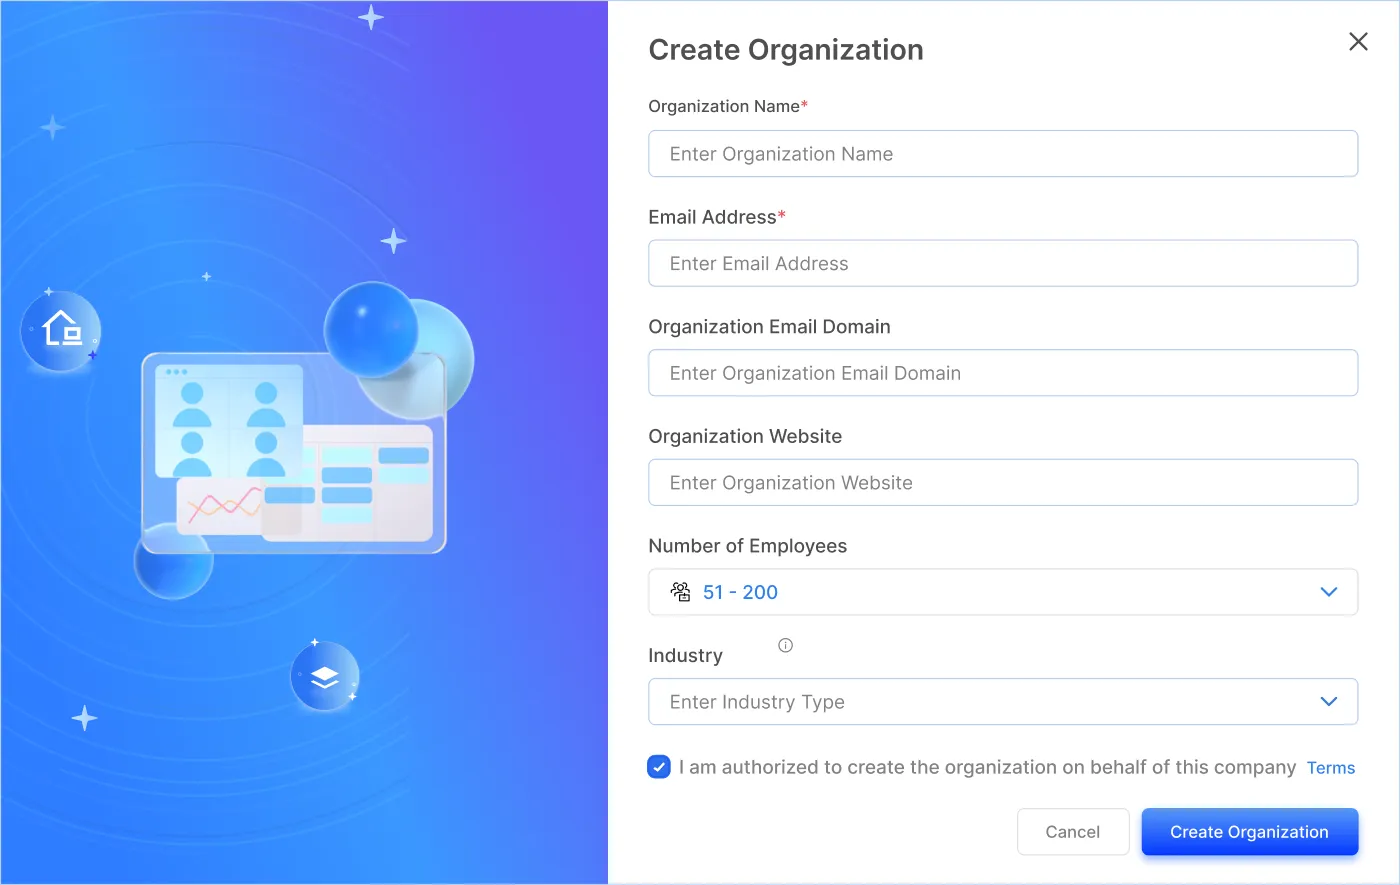 Create Organization
Organization Name*
Enter Organization Name
Email Address*
Enter Email Address
Organization Email Domain
Enter Organization Email Domain
Organization Website
Enter Organization Website
Number of Employees
51 - 200
Industry
Enter Industry Type
I am authorized to create the organization on behalf of this company Terms
Cancel
Create Organization